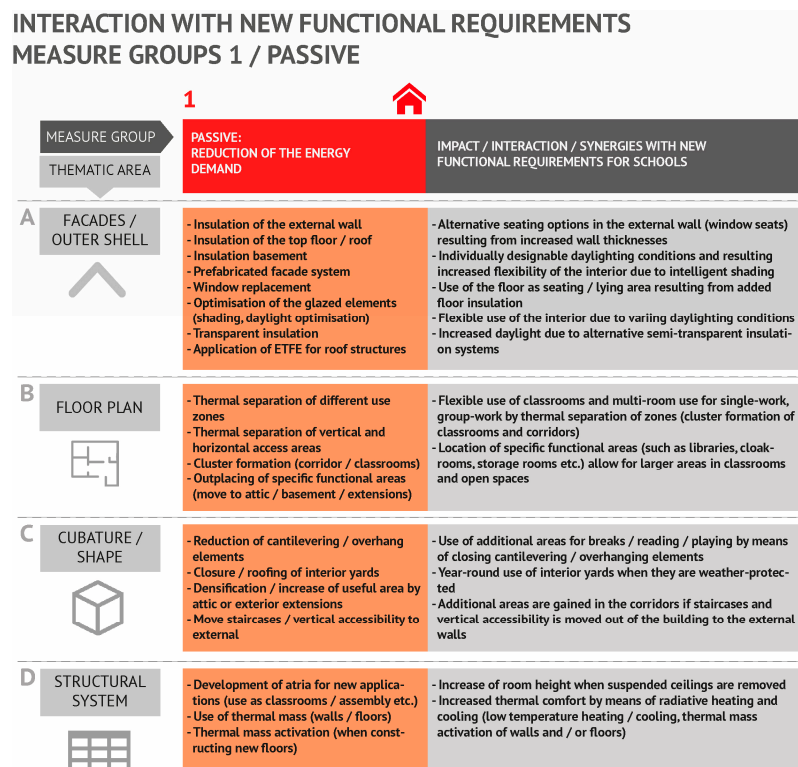 INTERACTION WITH NEW FUNCTIONAL REQUIREMENTS
MEASURE GROUPS 1 / PASSIVE
1
MEASURE GROUP
THEMATIC AREA
PASSIVE:
REDUCTION OF THE ENERGY
DEMAND
IMPACT / INTERACTION / SYNERGIES WITH NEW
FUNCTIONAL REQUIREMENTS FOR SCHOOLS
A
FACADES /
OUTER SHELL
- Insulation of the external wall
- Insulation of the top floor / roof
- Insulation basement
- Prefabricated facade system
- Window replacement
- Optimisation of the glazed elements
(shading, daylight optimisation)
- Transparent insulation
- Application of ETFE for roof structures
- Alternative seating options in the external wall (window seats)
resulting from increased wall thicknesses
- Individually designable daylighting conditions and resulting
increased flexibility of the interior due to intelligent shading
- Use of the floor as seating / lying area resulting from added
floor insulation
- Flexible use of the interior due to variing daylighting conditions
- Increased daylight due to alternative semi-transparent insulati-
on systems
B
FLOOR PLAN
- Thermal separation of different use
zones
- Thermal separation of vertical and
horizontal access areas
- Cluster formation (corridor / classrooms)
- Outplacing of specific functional areas
(move to attic / basement / extensions)
- Flexible use of classrooms and multi-room use for single-work,
group-work by thermal separation of zones (cluster formation of
classrooms and corridors)
- Location of specific functional areas (such as libraries, cloak-
rooms, storage rooms etc.) allow for larger areas in classrooms
and open spaces
C
CUBATURE /
SHAPE
- Reduction of cantilevering / overhang
elements
- Closure / roofing of interior yards
- Densification / increase of useful area by
attic or exterior extensions
- Move staircases / vertical accessibility to
external
- Use of additional areas for breaks / reading / playing by means
of closing cantilevering / overhanging elements
- Year-round use of interior yards when they are weather-protec-
ted
- Additional areas are gained in the corridors if staircases and
vertical accessibility is moved out of the building to the external
walls
D
STRUCTURAL
SYSTEM
- Development of atria for new applica-
tions (use as classrooms / assembly etc.)
- Use of thermal mass (walls / floors)
- Thermal mass activation (when const-
ructing new floors)
- Increase of room height when suspended ceilings are removed
- Increased thermal comfort by means of radiative heating and
cooling (low temperature heating / cooling, thermal mass
activation of walls and / or floors)